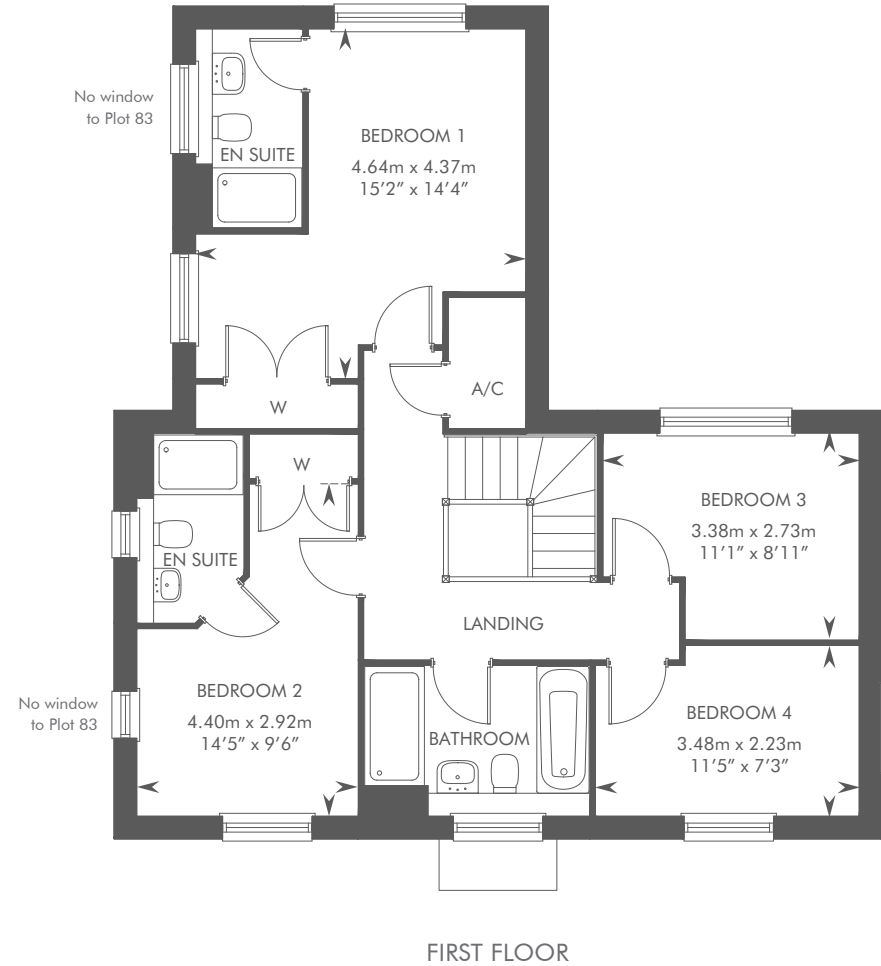 No window
to Plot 83
EN SUITE
BEDROOM 1
4.64m x 4.37m
15′2″ x 14′4″
A/C
W
W
BEDROOM 3
3.38m x 2.73m
11′1″ x 8′11″
EN SUITE
LANDING
No window
to Plot 83
BEDROOM 2
4.40m x 2.92m
14′5″ x 9′6″
BATHROOM
BEDROOM 4
3.48m x 2.23m
11′5″ x 7′3″
FIRST FLOOR